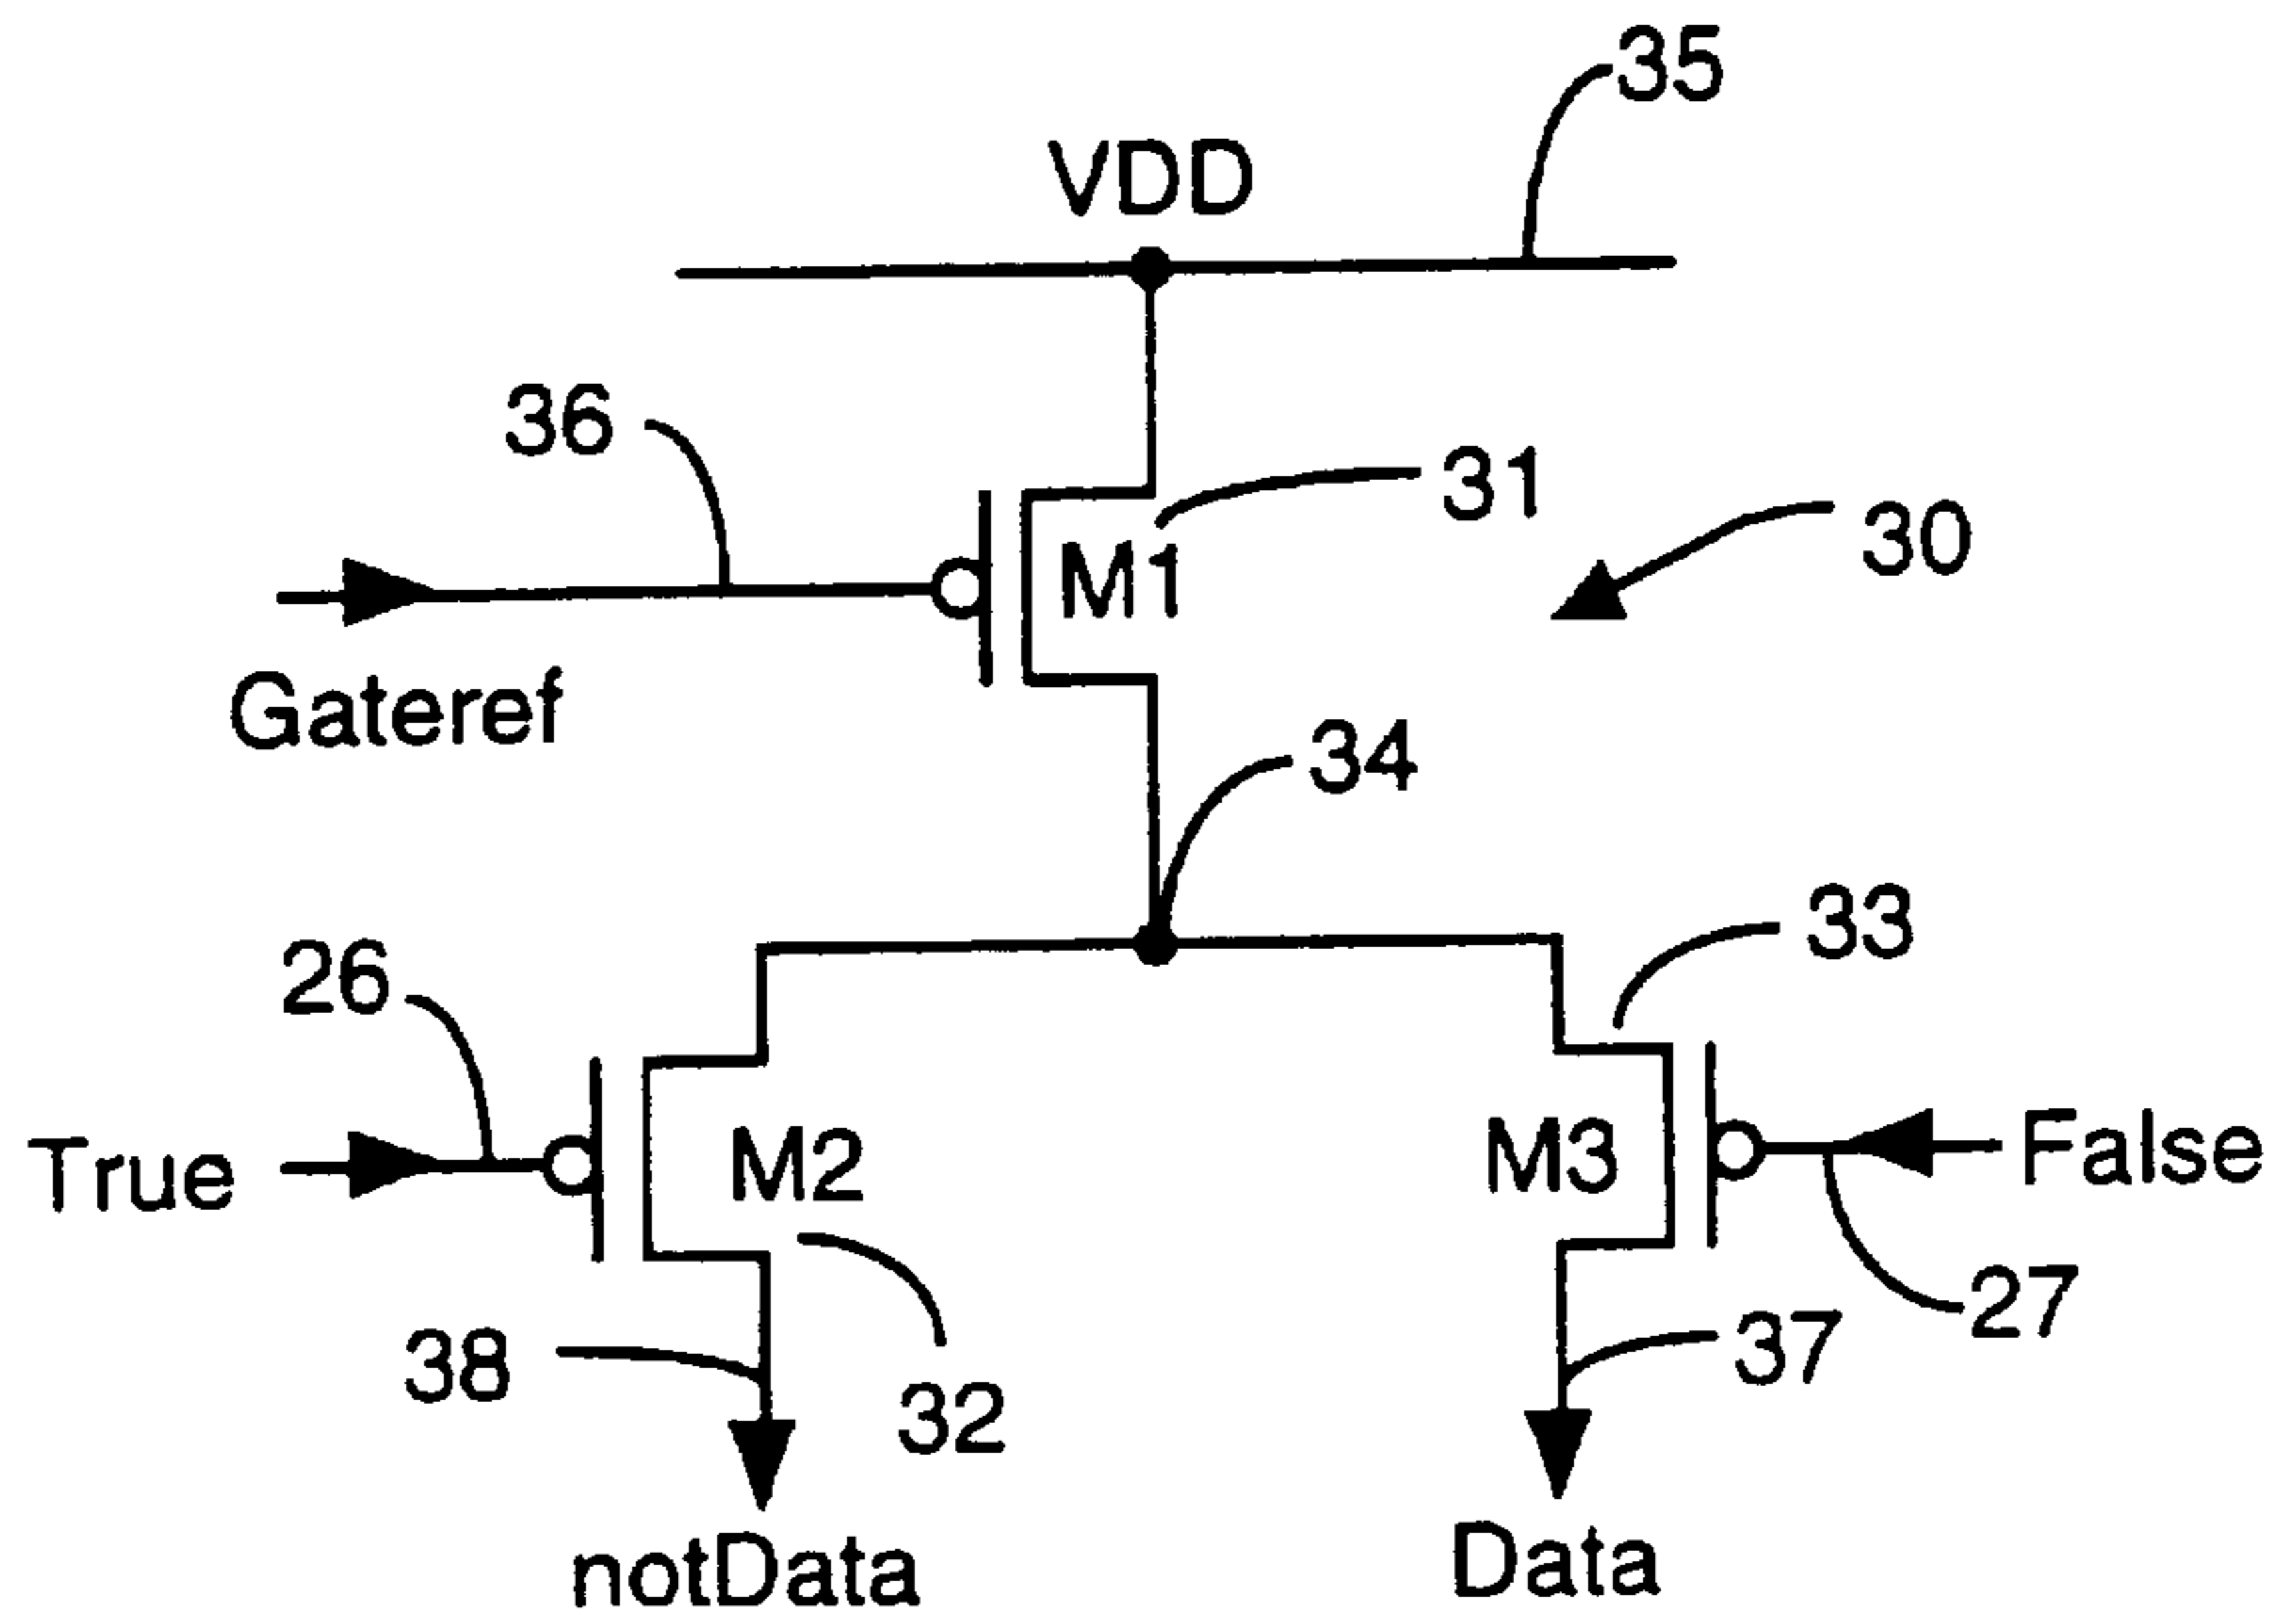 35
VDD
36
31
30
M1
Gateref
34
33
26
True
M2
M3
False
27
38
37
32
notData
Data